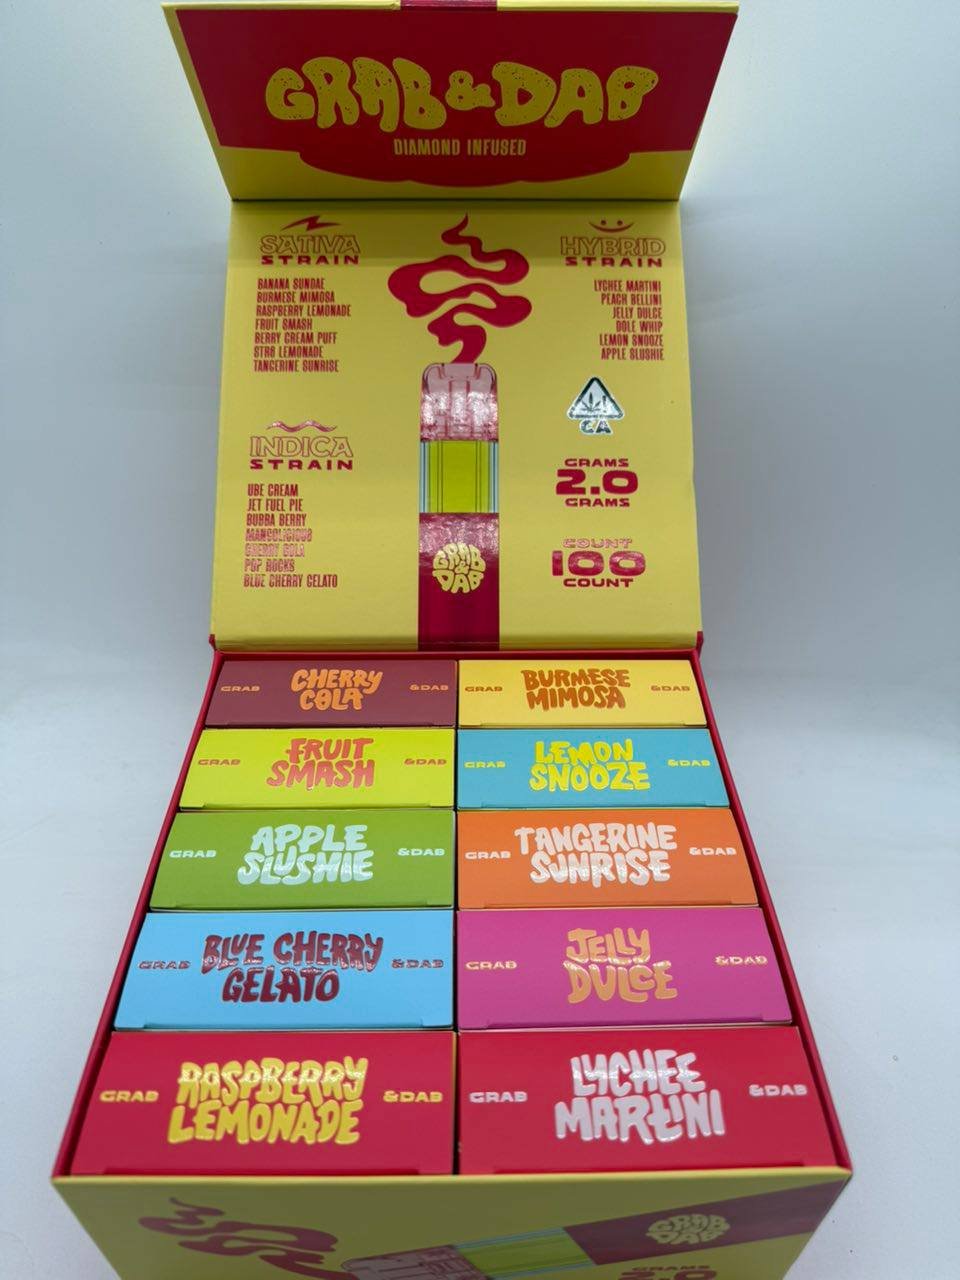 GRAB & DAB
DIAMOND INFUSED
SATIVA
STRAIN
BANANA SUNDAE
BURMESE MIMOSA
RASPBERRY LEMONADE
FRUIT SMASH
BERRY CREAM PUFF
STR8 LEMONADE
TANGERINE SUNRISE
HYBRID
STRAIN
LYCHEE MARTINI
PEACH BELLINI
JELLY DULCE
DOLE WHIP
LEMON SNOOZE
APPLE SLUSHIE
CA
INDICA
STRAIN
UBE CREAM
JET FUEL PIE
BUBBA BERRY
MANGOLICIOUS
CHERRY COLA
POP ROCKS
BLUE CHERRY GELATO
GRAMS
2.0
GRAMS
COUNT
100
COUNT
GRAB
&
DAB
GRAB CHERRY COLA &DAB
GRAB BURMESE MIMOSA &DAB
GRAB FRUIT SMASH &DAB
GRAB LEMON SNOOZE &DAB
GRAB APPLE SLUSHIE &DAB
GRAB TANGERINE SUNRISE &DAB
GRAB BLUE CHERRY GELATO &DAB
GRAB JELLY DULCE &DAB
GRAB RASPBERRY LEMONADE &DAB
GRAB LYCHEE MARTINI &DAB
GRAB
&
DAB
GRAMS
2.0